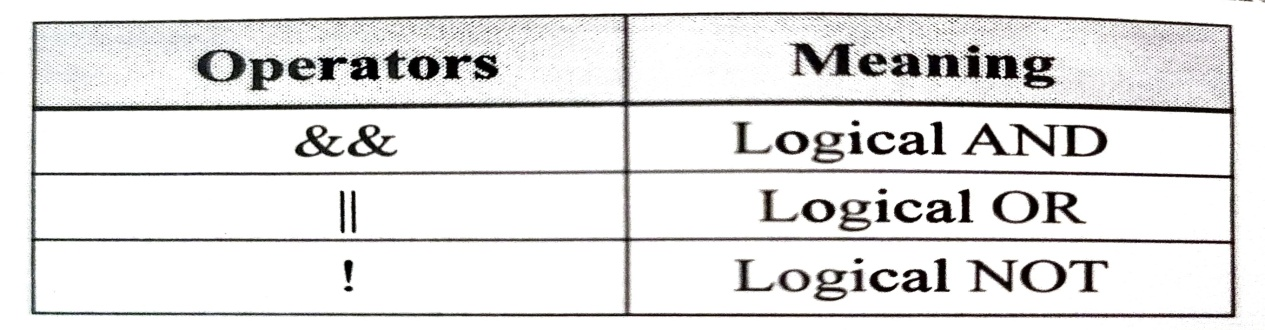 Operators Meaning
&& Logical AND
|| Logical OR
! Logical NOT